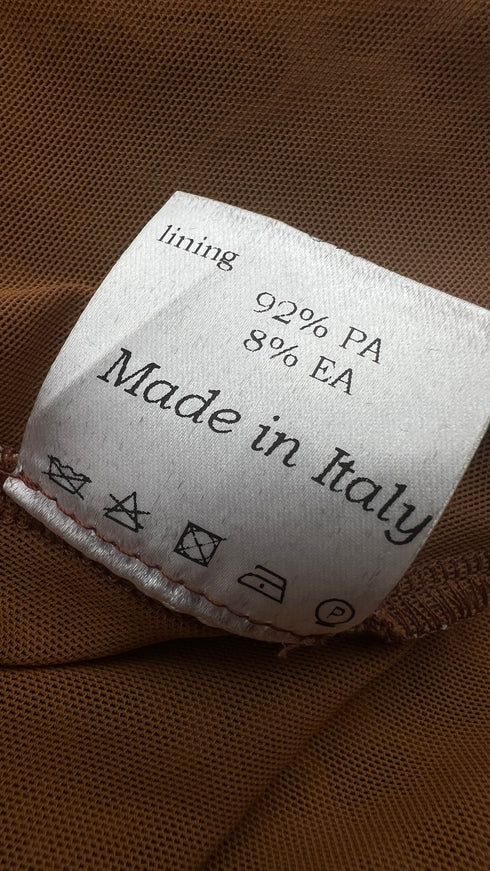 lining
92% PA
8% EA
Made in Italy
P